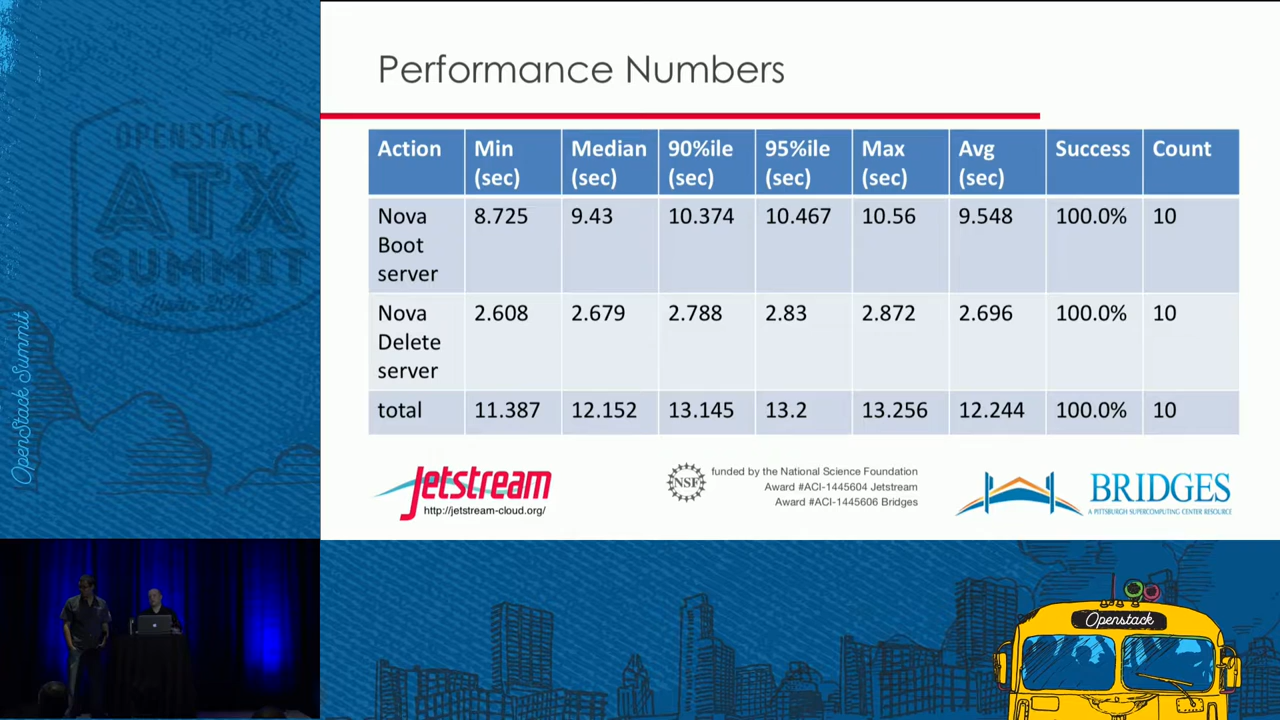 Performance Numbers
Action Min (sec) Median (sec) 90%ile (sec) 95%ile (sec) Max (sec) Avg (sec) Success Count
Nova Boot server 8.725 9.43 10.374 10.467 10.56 9.548 100.0% 10
Nova Delete server 2.608 2.679 2.788 2.83 2.872 2.696 100.0% 10
total 11.387 12.152 13.145 13.2 13.256 12.244 100.0% 10
Jetstream
http://jetstream-cloud.org/
NSF
funded by the National Science Foundation
Award #ACI-1445604 Jetstream
Award #ACI-1445606 Bridges
BRIDGES
A PITTSBURGH SUPERCOMPUTING CENTER RESOURCE
OPENSTACK
ATX
SUMMIT
OpenStack Summit
Openstack